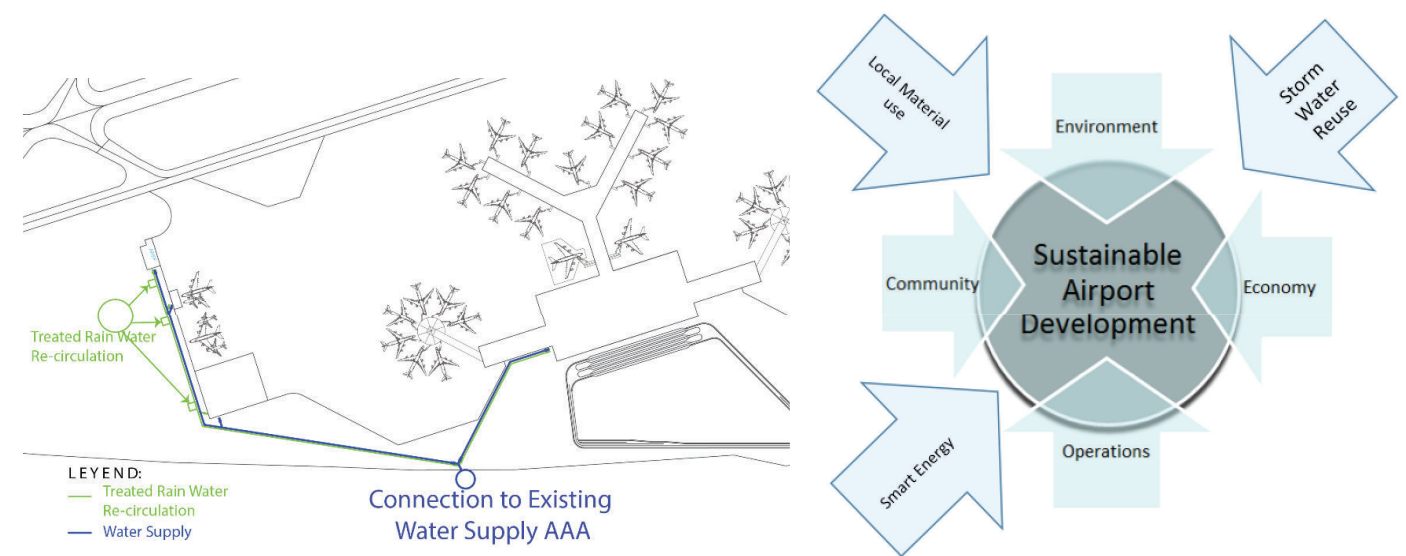 Treated Rain Water
Re-circulation
LEYEND:
Treated Rain Water
Re-circulation
Water Supply
Connection to Existing
Water Supply AAA
Local Material
use
Storm
Water
Reuse
Environment
Community
Sustainable
Airport
Development
Economy
Smart Energy
Operations